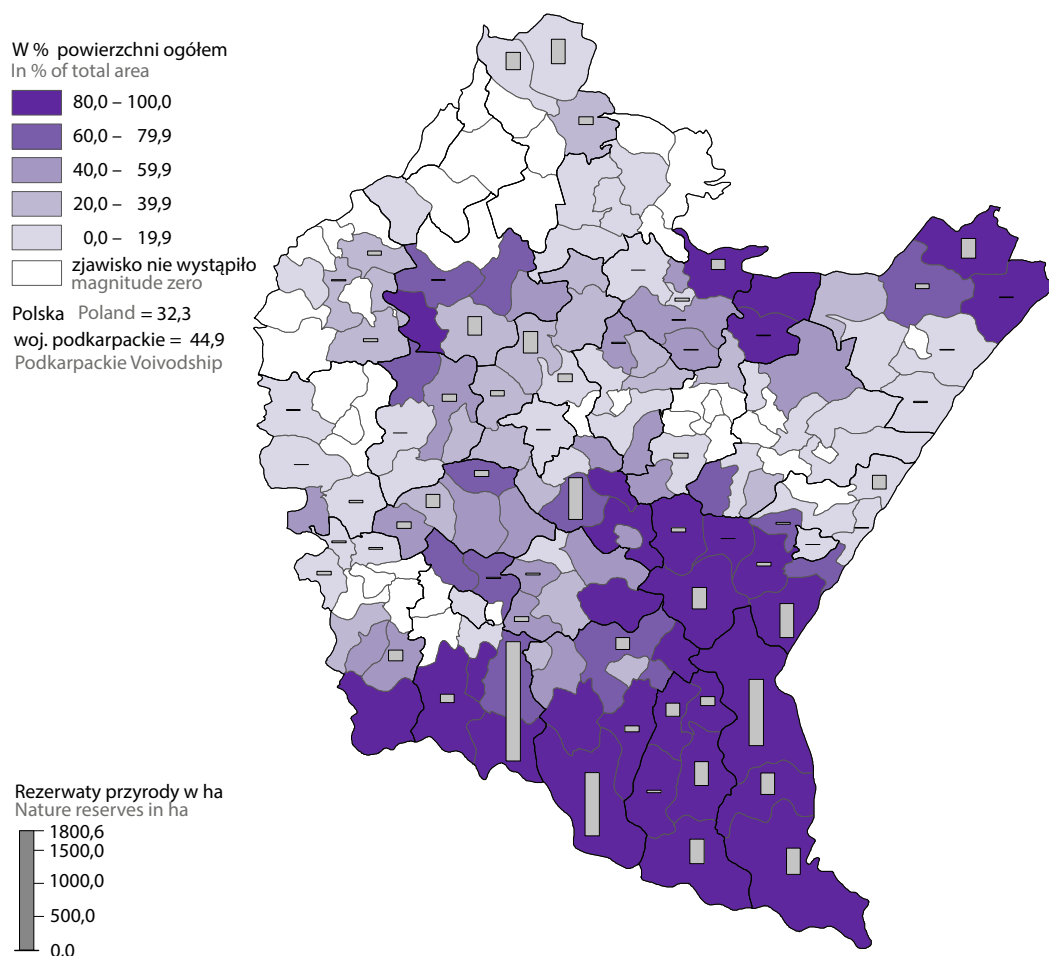 W % powierzchni ogółem
In % of total area
80,0 – 100,0
60,0 – 79,9
40,0 – 59,9
20,0 – 39,9
0,0 – 19,9
zjawisko nie wystąpiło
magnitude zero
Polska Poland = 32,3
woj. podkarpackie = 44,9
Podkarpackie Voivodship
Rezerwaty przyrody w ha
Nature reserves in ha
1800,6
1500,0
1000,0
500,0
0,0